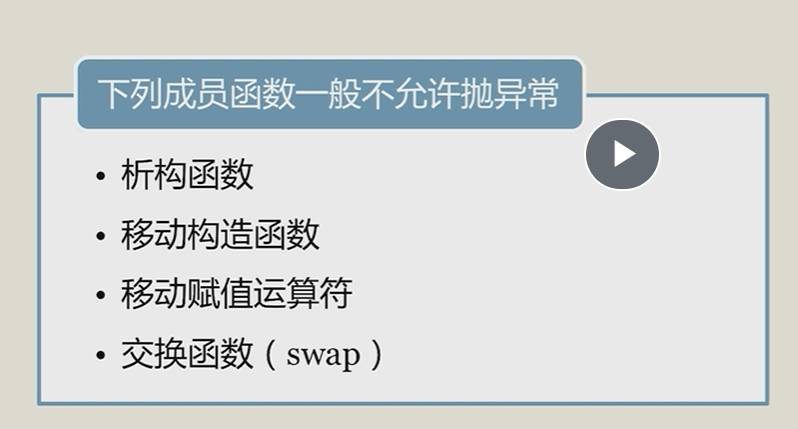 下列成员函数一般不允许抛异常
• 析构函数
• 移动构造函数
• 移动赋值运算符
• 交换函数（swap）